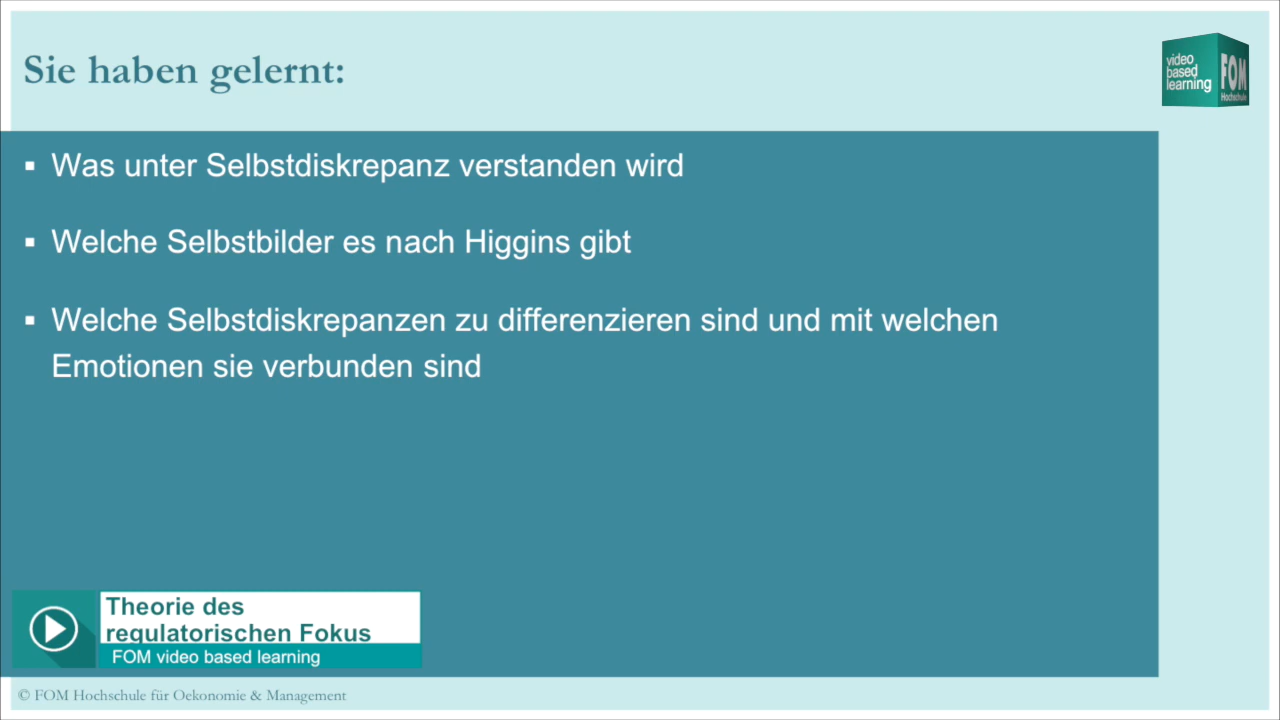 Sie haben gelernt:
video
based
learning
FOM
Hochschule
▪ Was unter Selbstdiskrepanz verstanden wird
▪ Welche Selbstbilder es nach Higgins gibt
▪ Welche Selbstdiskrepanzen zu differenzieren sind und mit welchen
Emotionen sie verbunden sind
Theorie des
regulatorischen Fokus
FOM video based learning
© FOM Hochschule für Oekonomie & Management